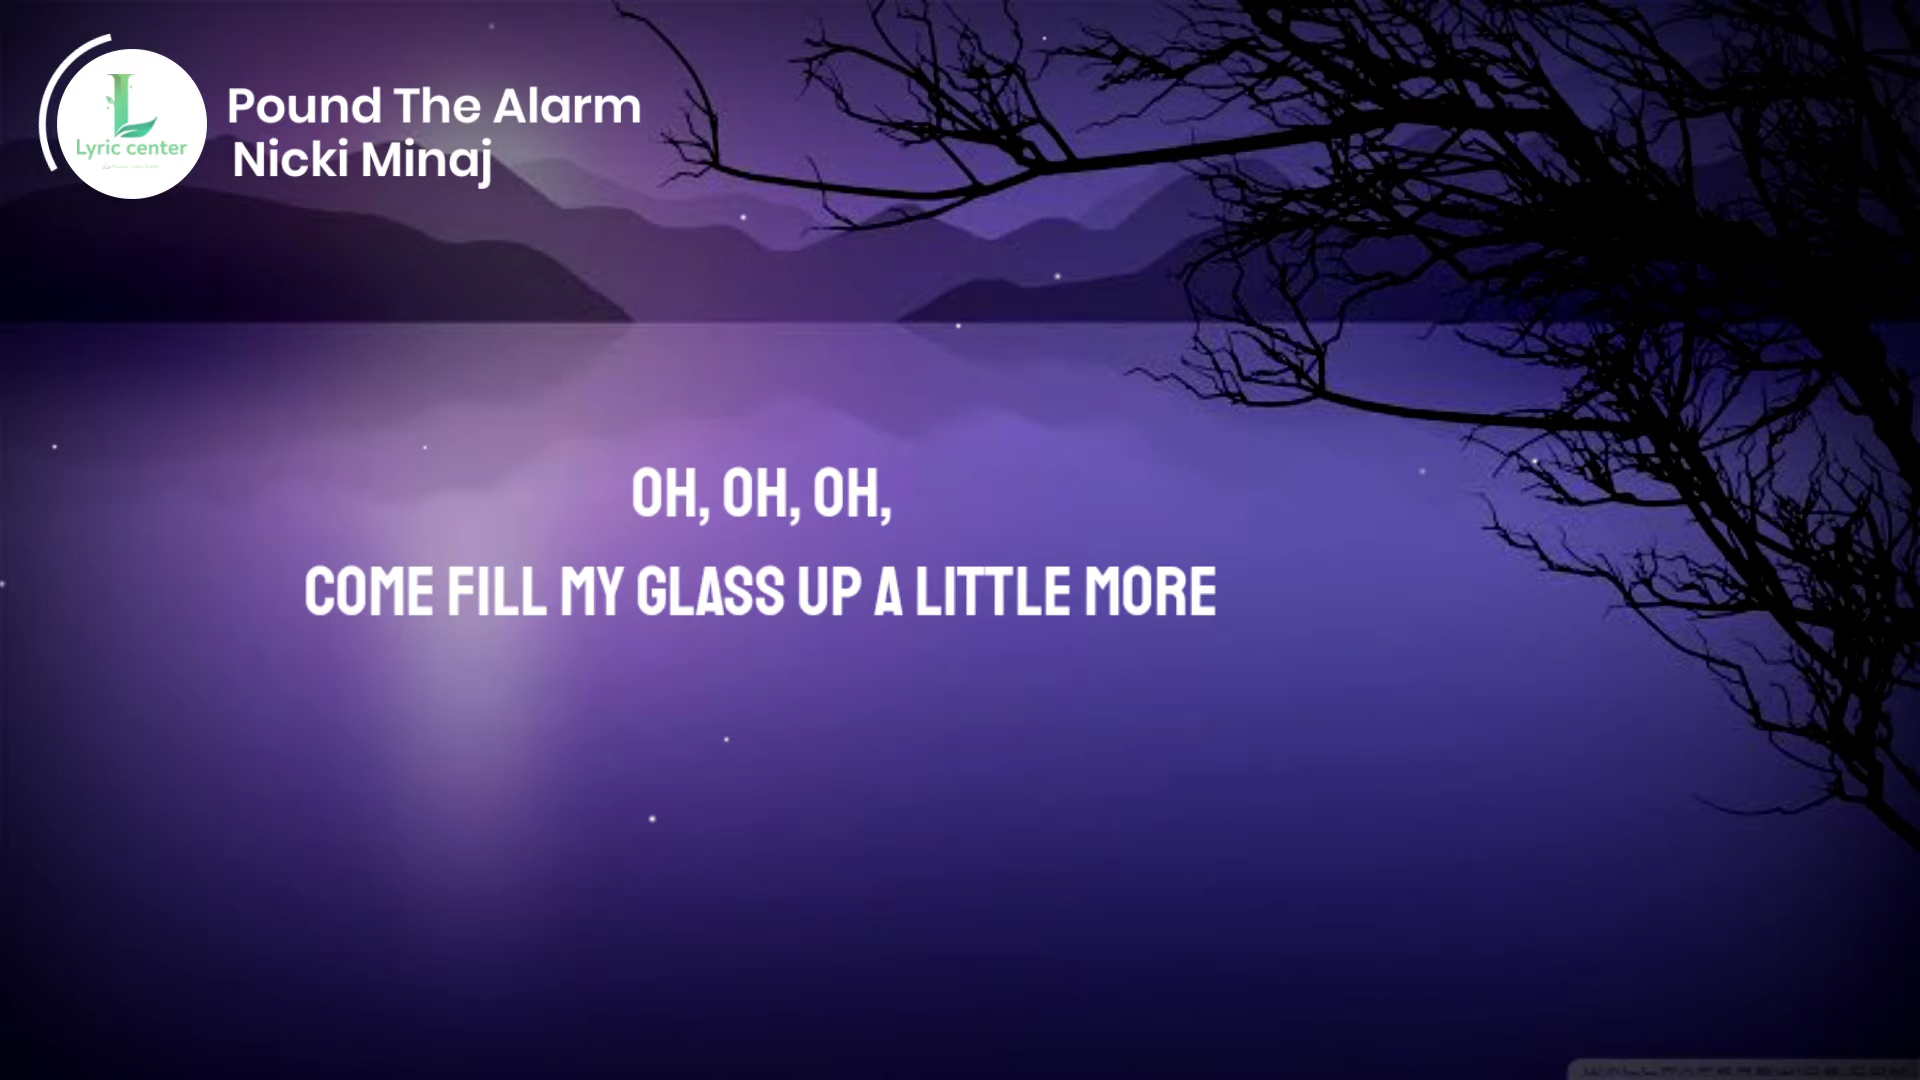 Pound The Alarm
Nicki Minaj
Lyric center
OH, OH, OH,
COME FILL MY GLASS UP A LITTLE MORE